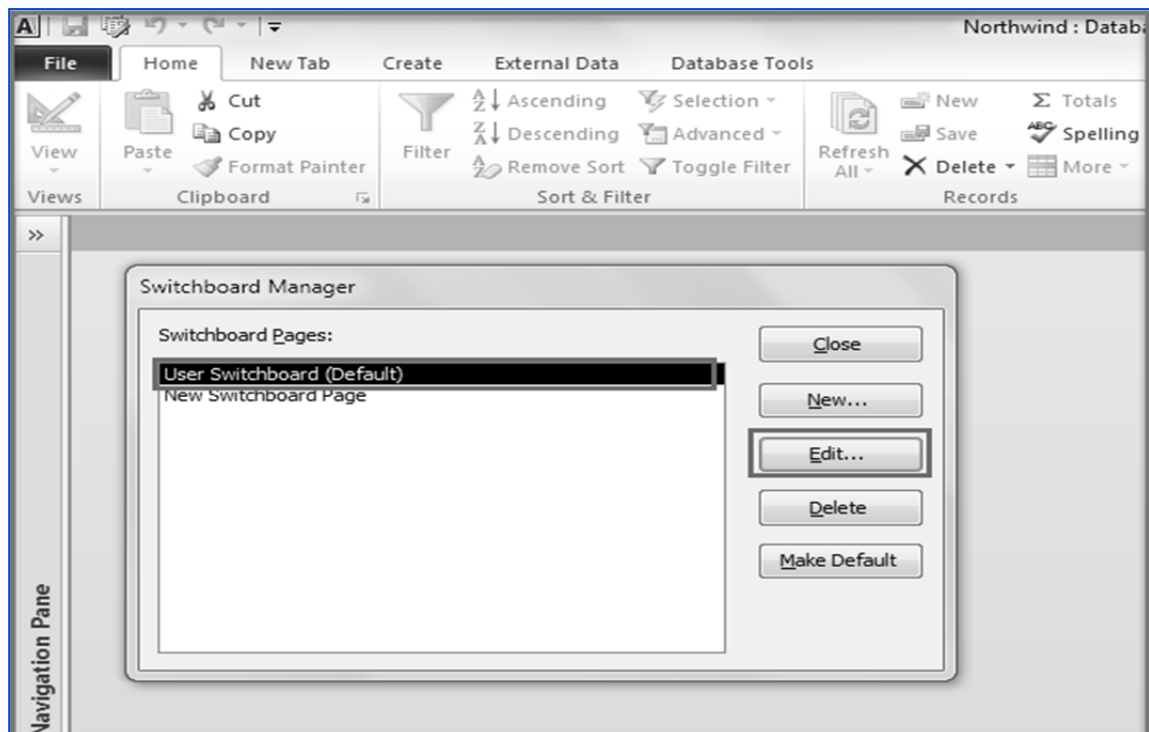 A
Northwind : Databa
File Home New Tab Create External Data Database Tools
View
Views
Paste
Cut
Copy
Format Painter
Clipboard
Filter
Ascending
Descending
Remove Sort
Selection
Advanced
Toggle Filter
Sort & Filter
Refresh
All
New
Save
Delete
Totals
Spelling
More
Records
Switchboard Manager
Switchboard Pages:
User Switchboard (Default)
New Switchboard Page
Close
New...
Edit...
Delete
Make Default
Navigation Pane